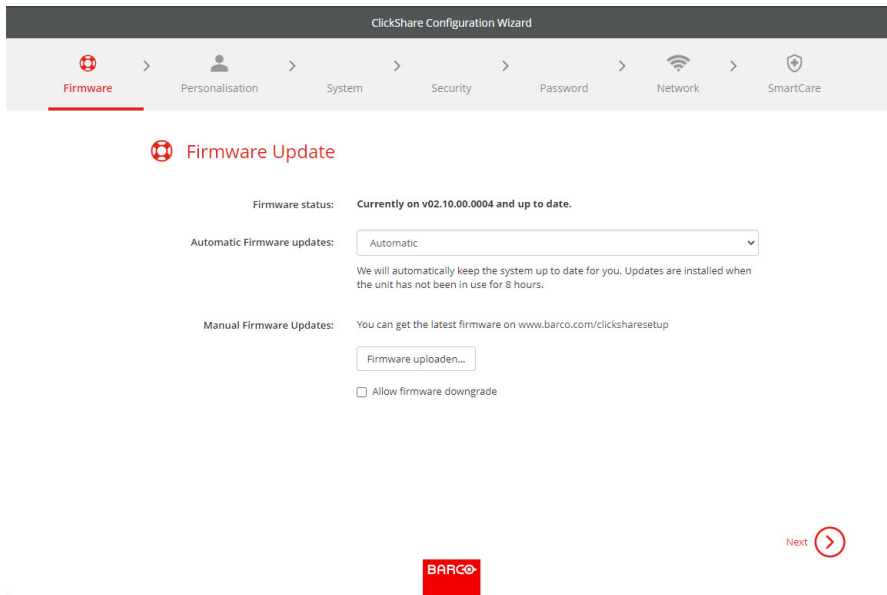 ClickShare Configuration Wizard
Firmware
Personalisation
System
Security
Password
Network
SmartCare
Firmware Update
Firmware status: Currently on v02.10.00.0004 and up to date.
Automatic Firmware updates: Automatic
We will automatically keep the system up to date for you. Updates are installed when
the unit has not been in use for 8 hours.
Manual Firmware Updates: You can get the latest firmware on www.barco.com/clicksharesetup
Firmware uploaden...
Allow firmware downgrade
Next
BARCO